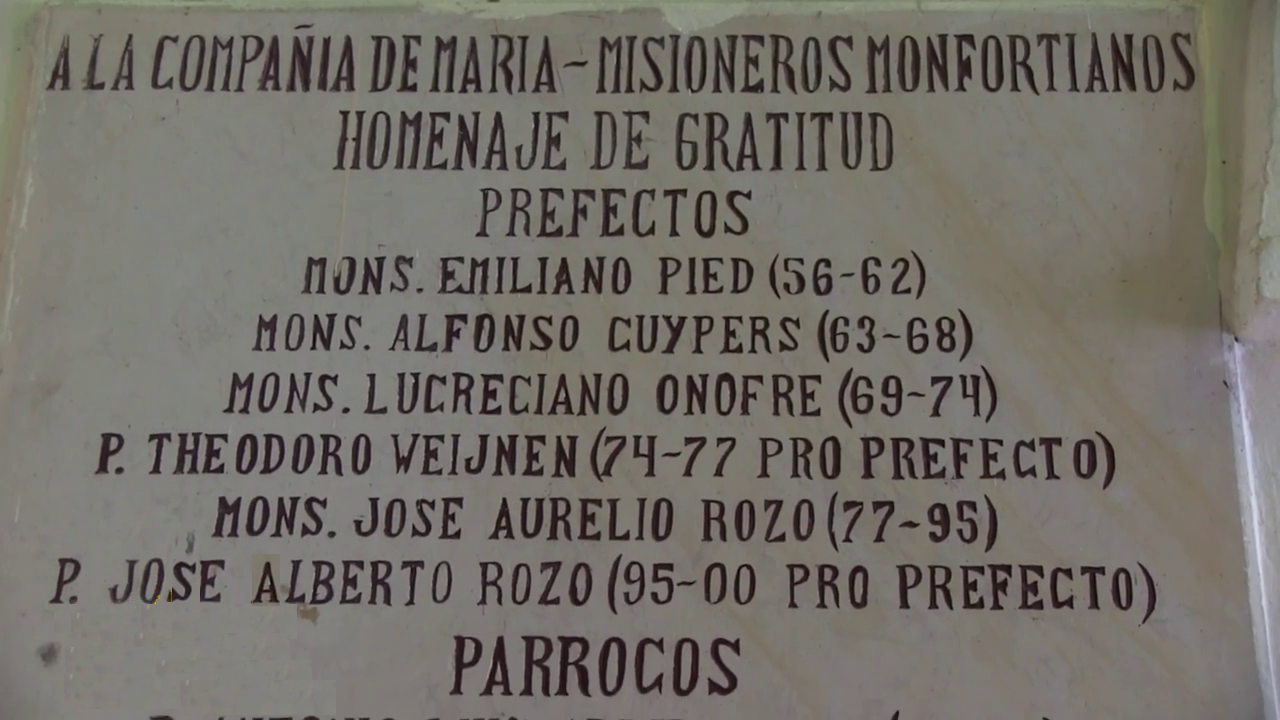 A LA COMPAÑIA DE MARIA - MISIONEROS MONFORTIANOS
HOMENAJE DE GRATITUD
PREFECTOS
MONS. EMILIANO PIED (56-62)
MONS. ALFONSO CUYPERS (63-68)
MONS. LUCRECIANO ONOFRE (69-74)
P. THEODORO WEIJNEN (74-77 PRO PREFECTO)
MONS. JOSE AURELIO ROZO (77-95)
P. JOSE ALBERTO ROZO (95-00 PRO PREFECTO)
PARROCOS